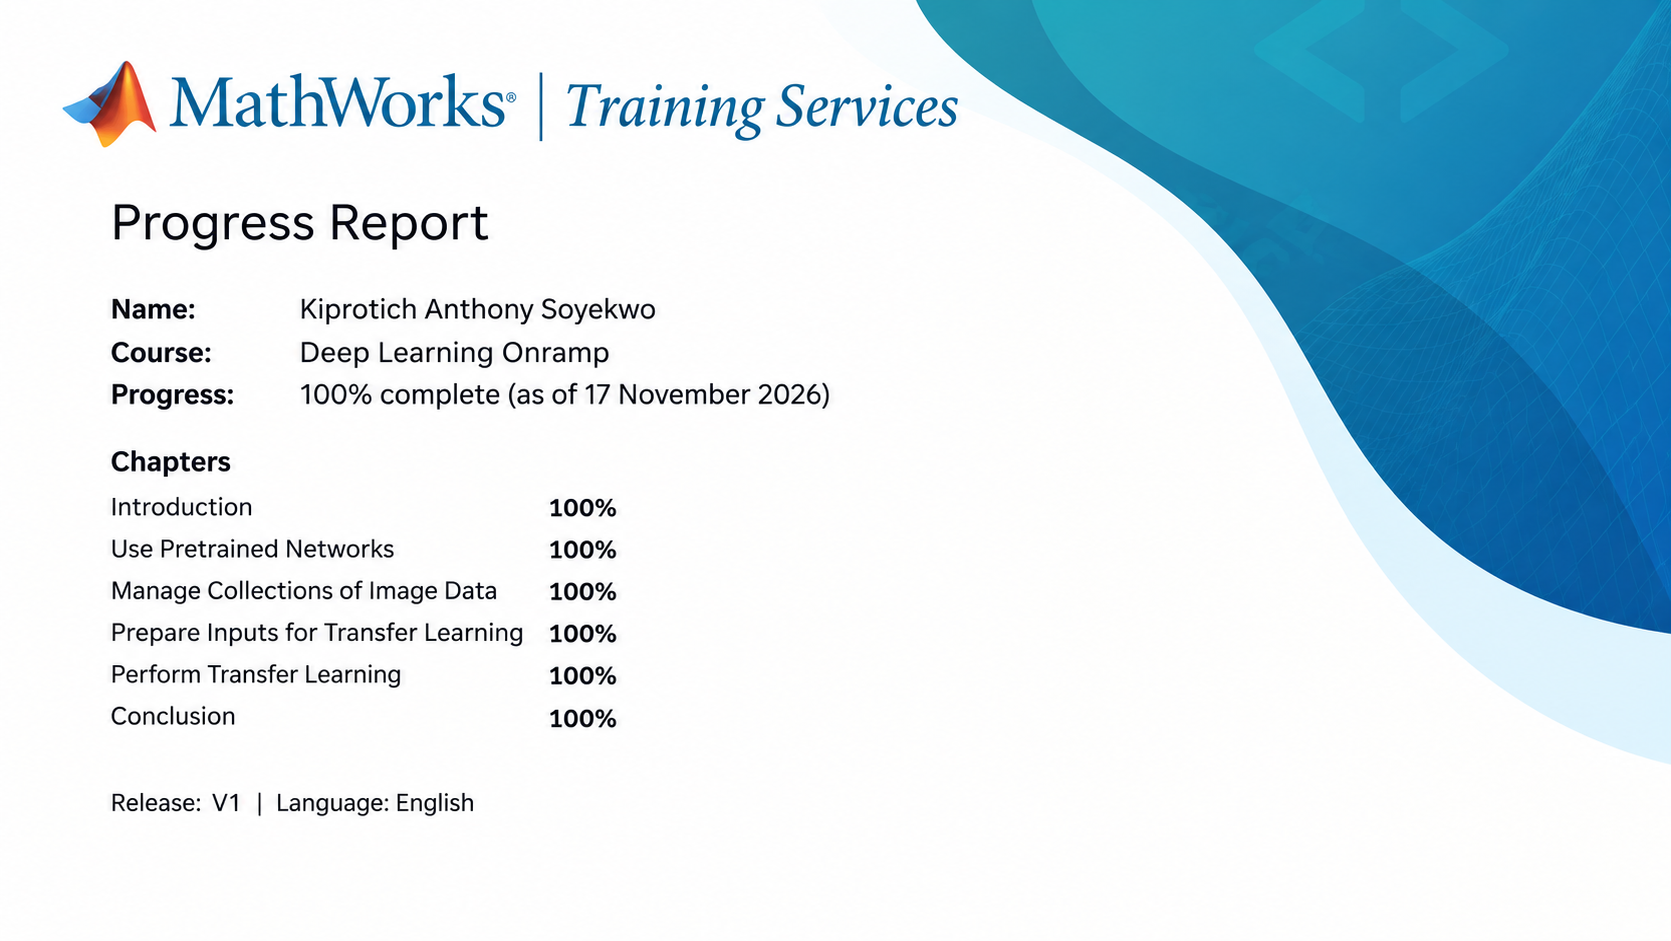 MathWorks® | Training Services
Progress Report
Name: Kiprotich Anthony Soyekwo
Course: Deep Learning Onramp
Progress: 100% complete (as of 17 November 2026)
Chapters
Introduction 100%
Use Pretrained Networks 100%
Manage Collections of Image Data 100%
Prepare Inputs for Transfer Learning 100%
Perform Transfer Learning 100%
Conclusion 100%
Release: V1 | Language: English